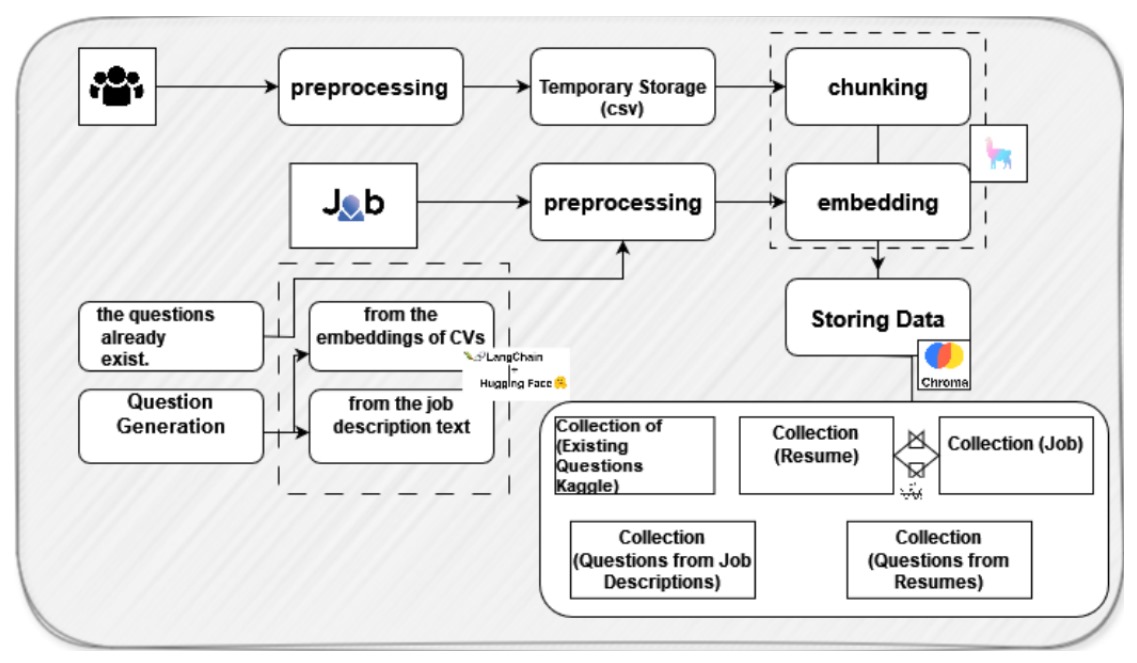 preprocessing
Temporary Storage
(csv)
chunking
Job
preprocessing
embedding
the questions
already
exist.
from the
embeddings of CVs
LangChain
+
Hugging Face
Question
Generation
from the job
description text
Storing Data
Chroma
Collection of
(Existing
Questions
Kaggle)
Collection
(Resume)
Collection (Job)
Collection
(Questions from Job
Descriptions)
Collection
(Questions from
Resumes)